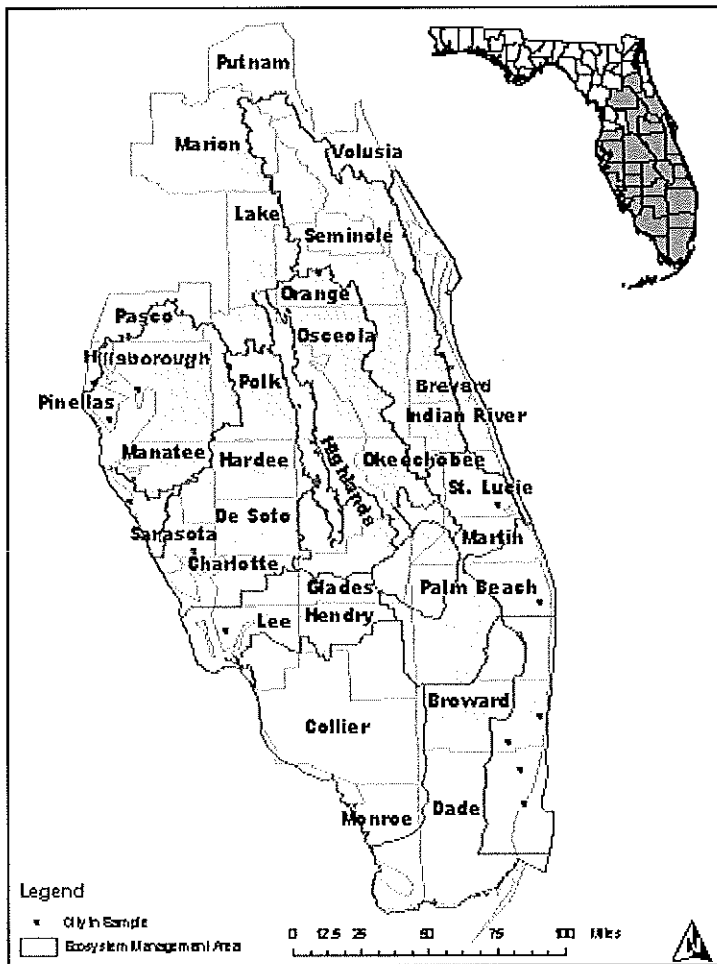 Putnam
Marion
Volusia
Lake
Seminole
Orange
Pasco
Osceola
Hillsborough
Polk
Brevard
Pinellas
Indian River
Manatee
Hardee
Highlands
Okeechobee
St. Lucie
De Soto
Sarasota
Martin
Charlotte
Glades
Palm Beach
Lee
Hendry
Broward
Collier
Dade
Monroe
Legend
City In Sample
Ecosystem Management Area
0 12.5 25 50 75 100 Miles
N